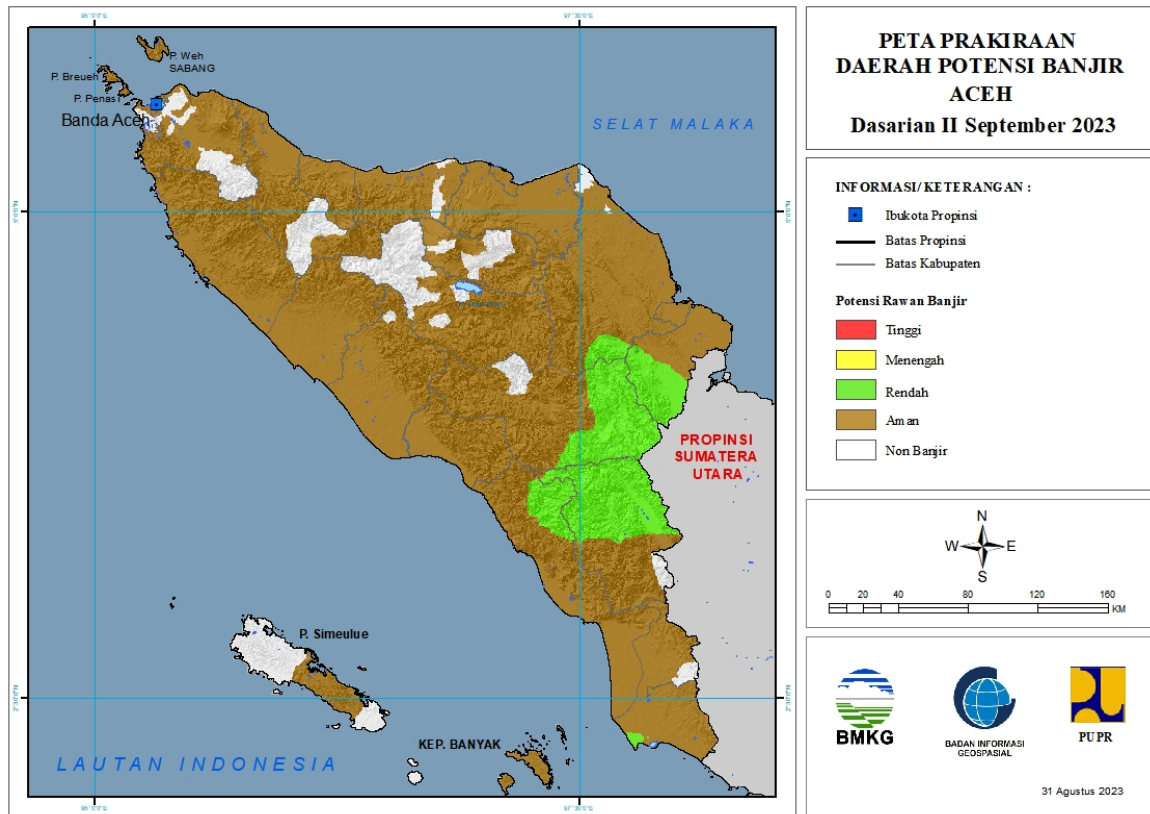 PETA PRAKIRAAN
DAERAH POTENSI BANJIR
ACEH
Dasarian II September 2023
INFORMASI/ KETERANGAN :
Ibukota Propinsi
Batas Propinsi
Batas Kabupaten
Potensi Rawan Banjir
Tinggi
Menengah
Rendah
Aman
Non Banjir
N
W E
S
0 20 40 80 120 160
KM
BMKG
BADAN INFORMASI
GEOSPASIAL
PUPR
31 Agustus 2023
P. Weh
SABANG
P. Breueh
P. Penasi
Banda Aceh
SELAT MALAKA
PROPINSI
SUMATERA
UTARA
P. Simeulue
KEP. BANYAK
LAUTAN INDONESIA